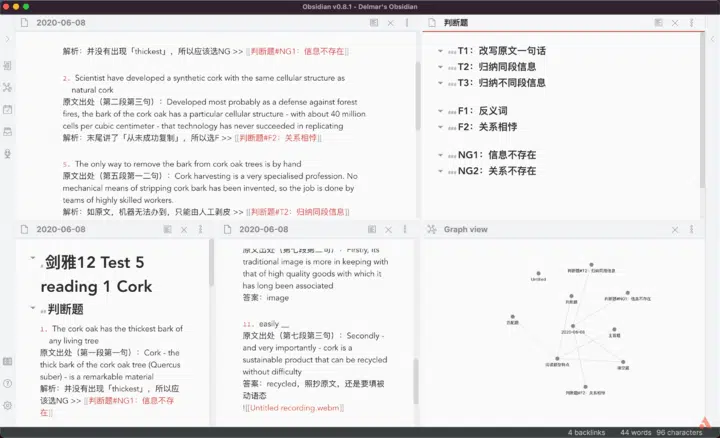 Obsidian v0.8.1 - Delmar's Obsidian
2020-06-08
解析：并没有出现「thickest」，所以应该选NG >> [[判断题#NG1：信息不存在]]
2. Scientist have developed a synthetic cork with the same cellular structure as
natural cork
原文出处（第二段第三句）：Developed most probably as a defense against forest
fires, the bark of the cork oak has a particular cellular structure - with about 40 million
cells per cubic centimeter - that technology has never succeeded in replicating
解析：末尾讲了「从未成功复制」，所以选F >> [[判断题#F2：关系相悖]]
5. The only way to remove the bark from cork oak trees is by hand
原文出处（第五段第一二句）：Cork harvesting is a very specialised profession. No
mechanical means of stripping cork bark has been invented, so the job is done by
teams of highly skilled workers.
解析：如原文，机器无法办到，只能由人工剥皮 >> [[判断题#T2：归纳同段信息]]
判断题
T1：改写原文一句话
T2：归纳同段信息
T3：归纳不同段信息
F1：反义词
F2：关系相悖
NG1：信息不存在
NG2：关系不存在
2020-06-08
剑雅12 Test 5
reading 1 Cork
判断题
1. The cork oak has the thickest bark of
any living tree
原文出处（第一段第一句）：Cork - the
thick bark of the cork oak tree (Quercus
suber) - is a remarkable material
解析：并没有出现「thickest」，所以应
该选NG >> [[判断题#NG1：信息不存
在]]
2020-06-08
原文出处（第七段第二句）：Firstly, its
traditional image is more in keeping with
that of high quality goods with which it
has long been associated
答案：image
11. easily __
原文出处（第七段第三句）：Secondly -
and very importantly - cork is a
sustainable product that can be recycled
without difficulty
答案：recycled，照抄原文，还是要填被
动语态
![[Untitled recording.webm]]
Graph view
判断题#T2：归纳同段信息
Untitled
判断题#NG1：信息不存在
判断题
匹配题
2020-06-08
主观题
填空题
判断题#F2：关系相悖
4 backlinks
44 words 96 characters